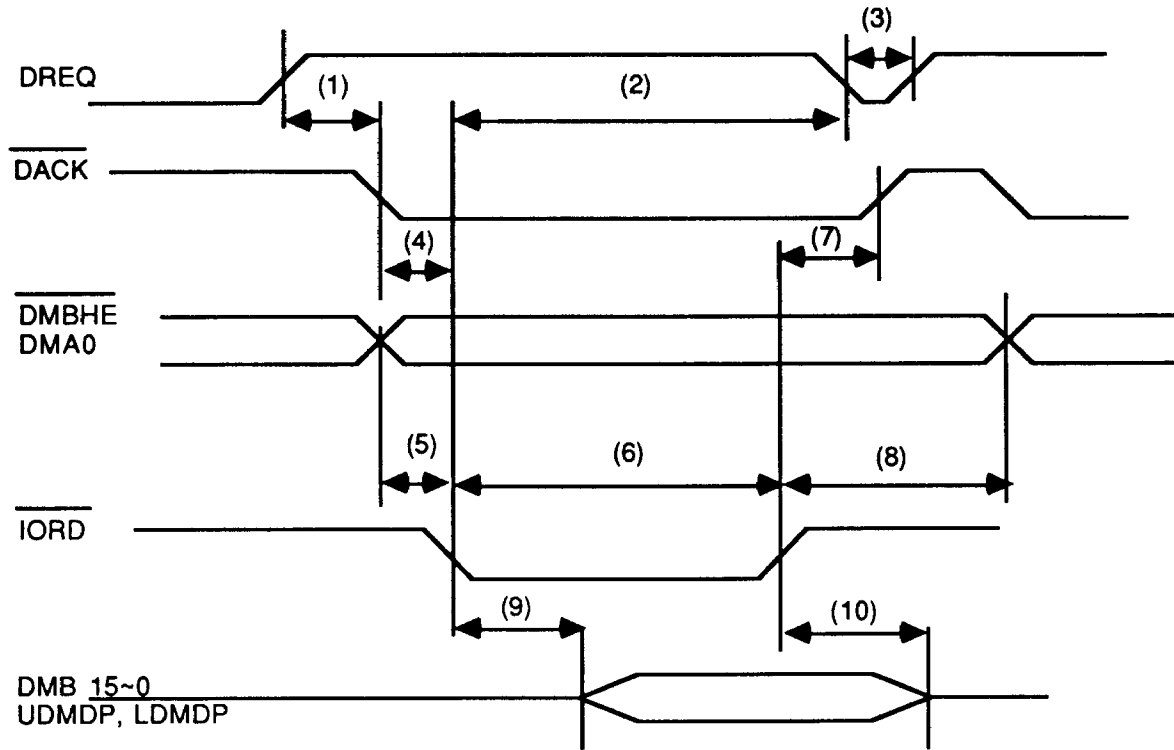 (3)
DREQ
(1)
(2)
DACK
(4)
(7)
DMBHE
DMA0
(5)
(6)
(8)
IORD
(9)
(10)
DMB 15~0
UDMDP, LDMDP